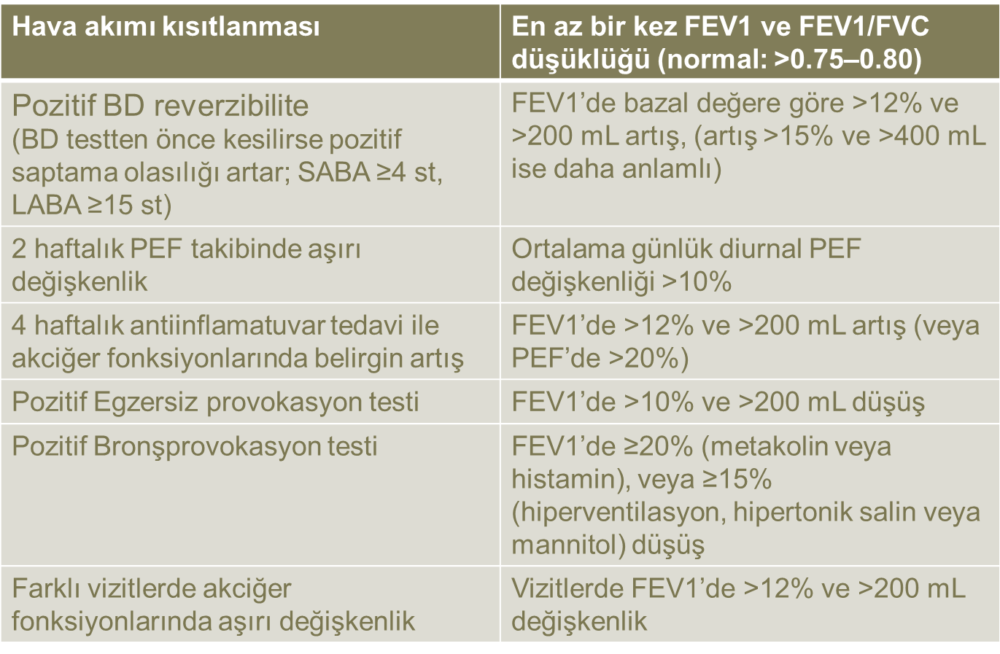 Hava akımı kısıtlanması
En az bir kez FEV1 ve FEV1/FVC
düşüklüğü (normal: >0.75–0.80)
Pozitif BD reverzibilite
(BD testten önce kesilirse pozitif
saptama olasılığı artar; SABA ≥4 st,
LABA ≥15 st)
FEV1’de bazal değere göre >12% ve
>200 mL artış, (artış >15% ve >400 mL
ise daha anlamlı)
2 haftalık PEF takibinde aşırı
değişkenlik
Ortalama günlük diurnal PEF
değişkenliği >10%
4 haftalık antiinflamatuvar tedavi ile
akciğer fonksiyonlarında belirgin artış
FEV1’de >12% ve >200 mL artış (veya
PEF’de >20%)
Pozitif Egzersiz provokasyon testi
FEV1’de >10% ve >200 mL düşüş
Pozitif Bronşprovokasyon testi
FEV1’de ≥20% (metakolin veya
histamin), veya ≥15%
(hiperventilasyon, hipertonik salin veya
mannitol) düşüş
Farklı vizitlerde akciğer
fonksiyonlarında aşırı değişkenlik
Vizitlerde FEV1’de >12% ve >200 mL
değişkenlik